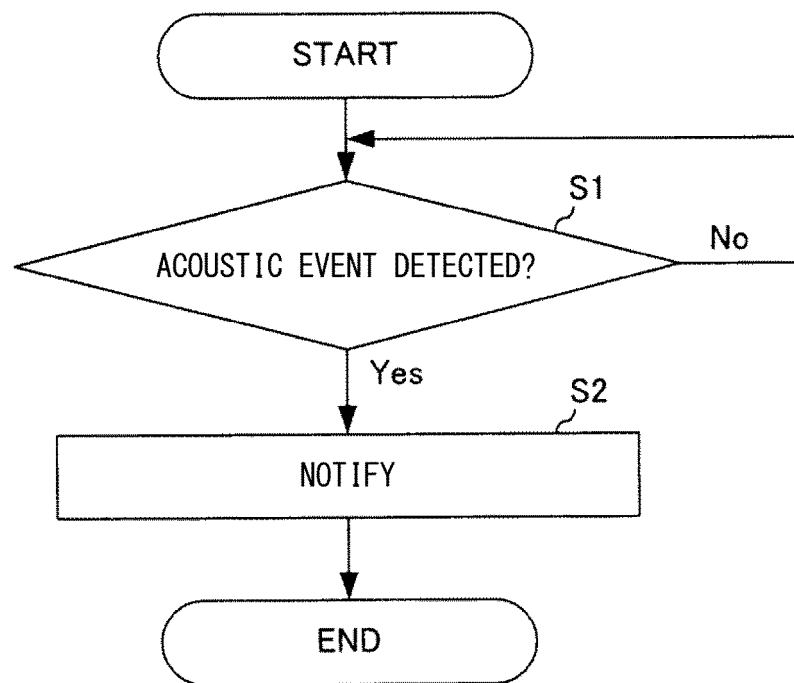 START
S1
ACOUSTIC EVENT DETECTED?
No
Yes
S2
NOTIFY
END